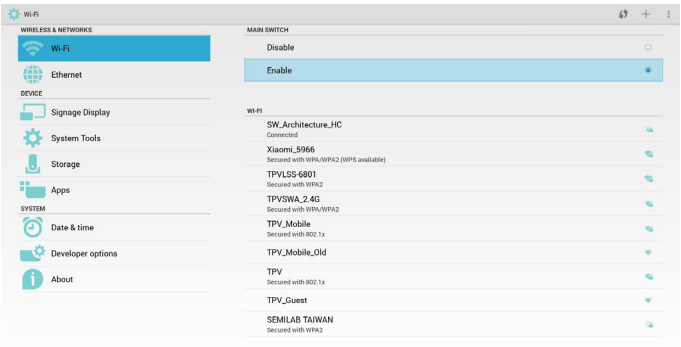 Wi-Fi
WIRELESS & NETWORKS
Wi-Fi
Ethernet
DEVICE
Signage Display
System Tools
Storage
Apps
SYSTEM
Date & time
Developer options
About
MAIN SWITCH
Disable
Enable
WI-FI
SW_Architecture_HC
Connected
Xiaomi_5966
Secured with WPA/WPA2 (WPS available)
TPVLSS-6801
Secured with WPA2
TPVSWA_2.4G
Secured with WPA/WPA2
TPV_Mobile
Secured with 802.1x
TPV_Mobile_Old
TPV
Secured with 802.1x
TPV_Guest
SEMILAB TAIWAN
Secured with WPA2